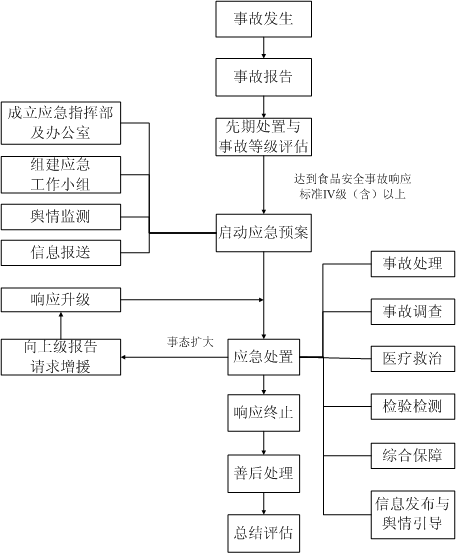 事故发生
事故报告
先期处置与
事故等级评估
成立应急指挥部
及办公室
组建应急
工作小组
舆情监测
信息报送
达到食品安全事故响应
标准Ⅳ级（含）以上
启动应急预案
响应升级
向上级报告
请求增援
事态扩大
应急处置
事故处理
事故调查
医疗救治
检验检测
综合保障
信息发布与
舆情引导
响应终止
善后处理
总结评估